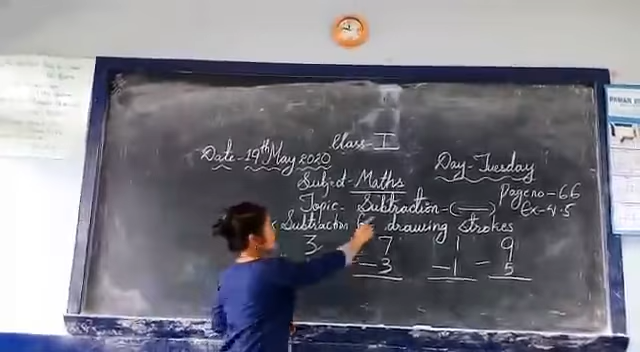 Class- I
Date- 19th May 2020
Day- Tuesday
Subject- Maths
Page no- 66
Topic- Subtraction-(—)
Ex- 4.5
Subtraction drawing strokes
3 7 1 9
-3 -1 -5